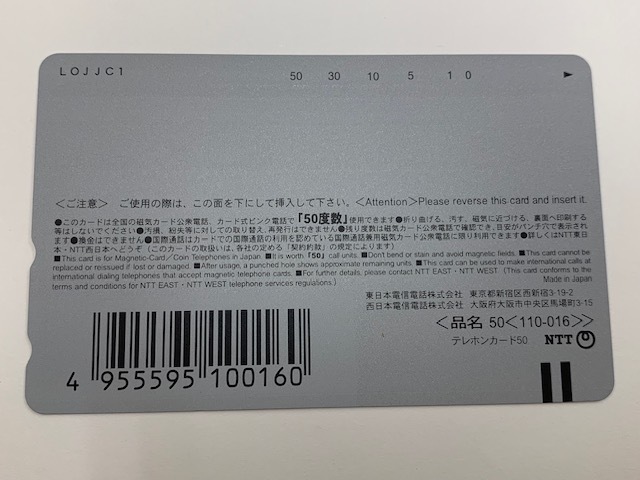 LOJJC1
50 30 10 5 1 0
＜ご注意＞ ご使用の際は、この面を下にして挿入して下さい。＜Attention＞Please reverse this card and insert it.
●このカードは全国の磁気カード公衆電話、カード式ピンク電話で「50度数」使用できます●折り曲げる、汚す、磁気に近づける、裏面へ印刷する
等はしないでください●汚損、紛失等に対しての取り替え、再発行はできません●残り度数は磁気カード公衆電話で確認でき、目安がパンチ穴で表示され
ます●換金はできません●国際通話はカードでの国際通話の利用を認めている国際通話兼用磁気カード公衆電話に限り利用できます●詳しくはNTT東日
本・NTT西日本へどうぞ（このカードの取扱いは、各社の定める「契約約款」の規定によります）
■This card is for Magnetic-Card/Coin Telephones in Japan. ■It is worth「50」call units. ■Don't bend or stain and avoid magnetic fields. ■This card cannot be
replaced or reissued if lost or damaged. ■After usage, a punched hole shows approximate remaining units. ■This card can be used to make international calls at
international dialing telephones that accept magnetic telephone cards. ■For further details, please contact NTT EAST・NTT WEST (This card conforms to the
terms and conditions for NTT EAST・NTT WEST telephone services regulations.)
Made in Japan
東日本電信電話株式会社 東京都新宿区西新宿3-19-2
西日本電信電話株式会社 大阪府大阪市中央区馬場町3-15
＜品名 50＜110-016＞
テレホンカード50 NTT
4 955595 100160